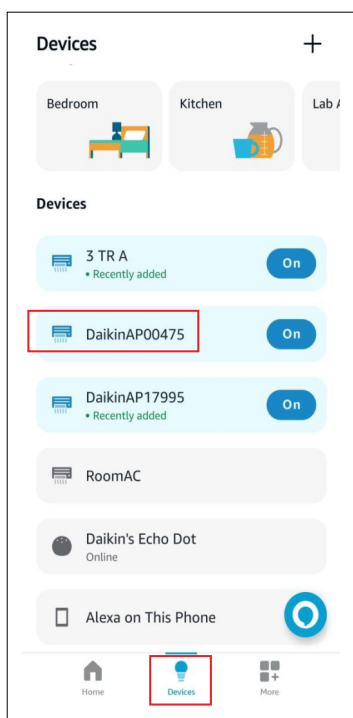 Devices
Bedroom
Kitchen
Lab A
Devices
3 TR A
• Recently added
On
DaikinAP00475
On
DaikinAP17995
• Recently added
On
RoomAC
Daikin's Echo Dot
Online
Alexa on This Phone
Home
Devices
More